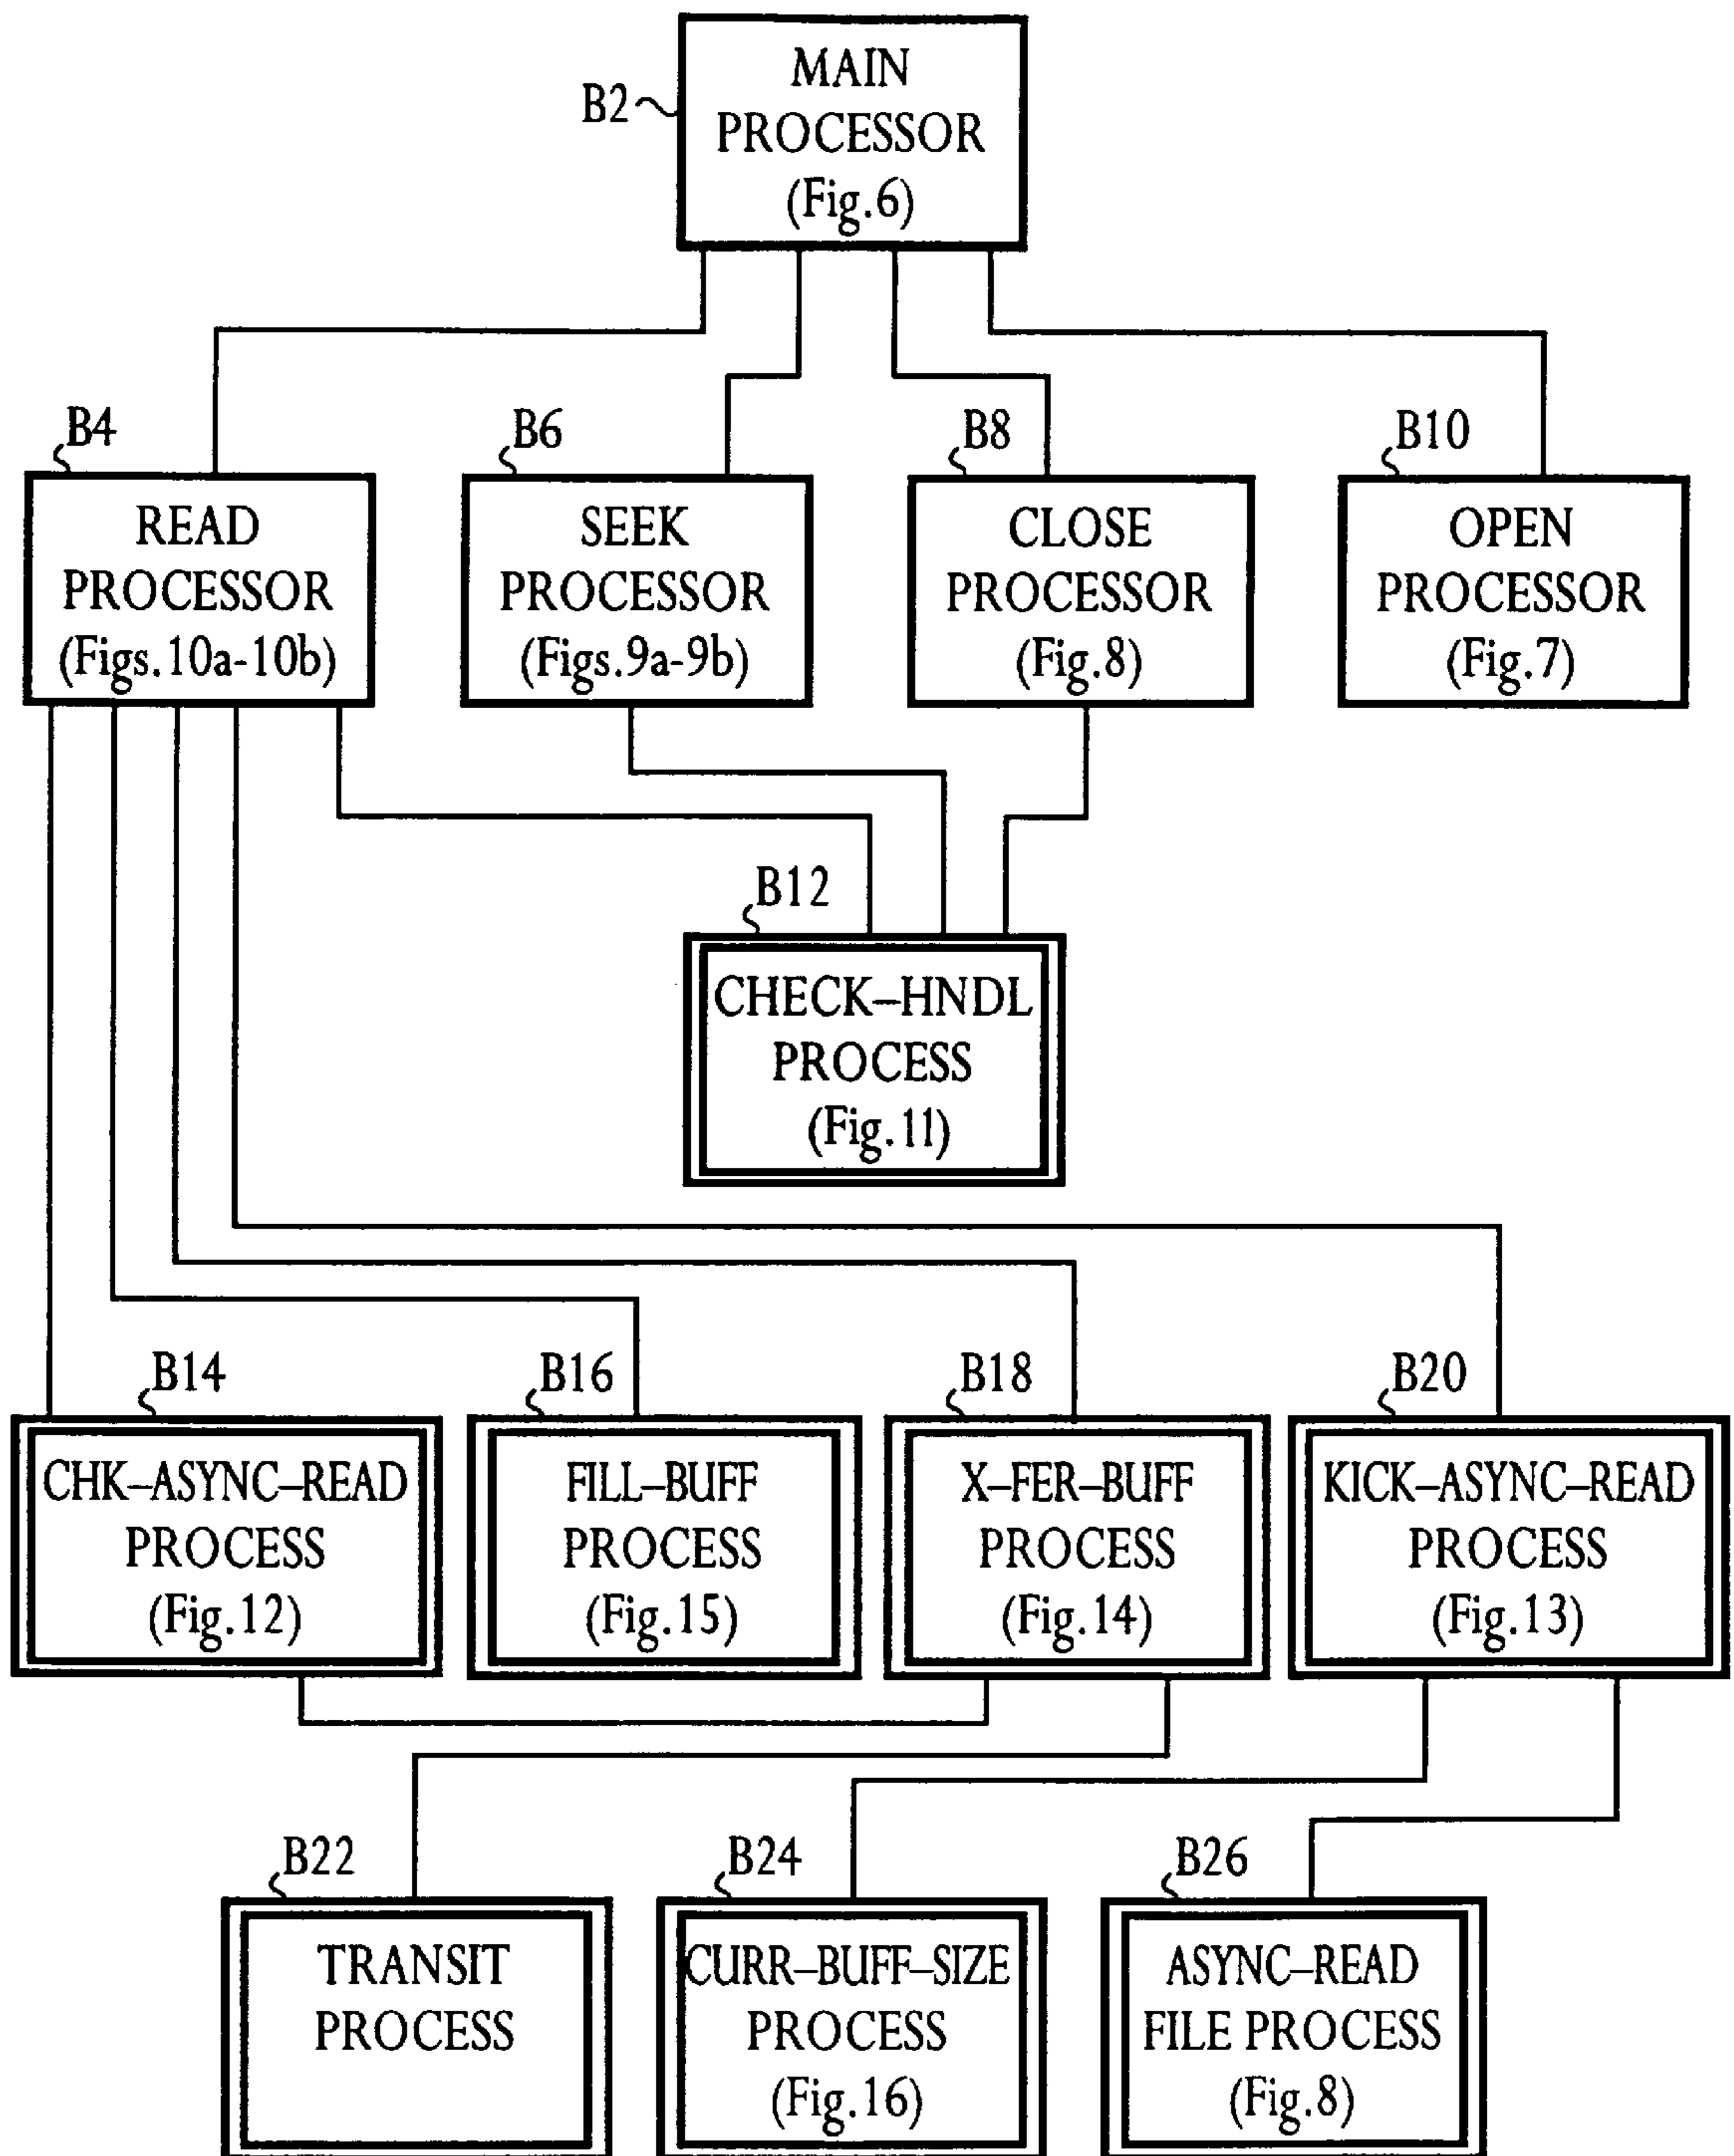 MAIN
PROCESSOR
(Fig.6)
B2
B4
B6
B8
B10
READ
PROCESSOR
(Figs.10a-10b)
SEEK
PROCESSOR
(Figs.9a-9b)
CLOSE
PROCESSOR
(Fig.8)
OPEN
PROCESSOR
(Fig.7)
B12
CHECK–HNDL
PROCESS
(Fig.11)
B14
B16
B18
B20
CHK–ASYNC–READ
PROCESS
(Fig.12)
FILL–BUFF
PROCESS
(Fig.15)
X–FER–BUFF
PROCESS
(Fig.14)
KICK–ASYNC–READ
PROCESS
(Fig.13)
B22
B24
B26
TRANSIT
PROCESS
CURR–BUFF–SIZE
PROCESS
(Fig.16)
ASYNC–READ
FILE PROCESS
(Fig.8)